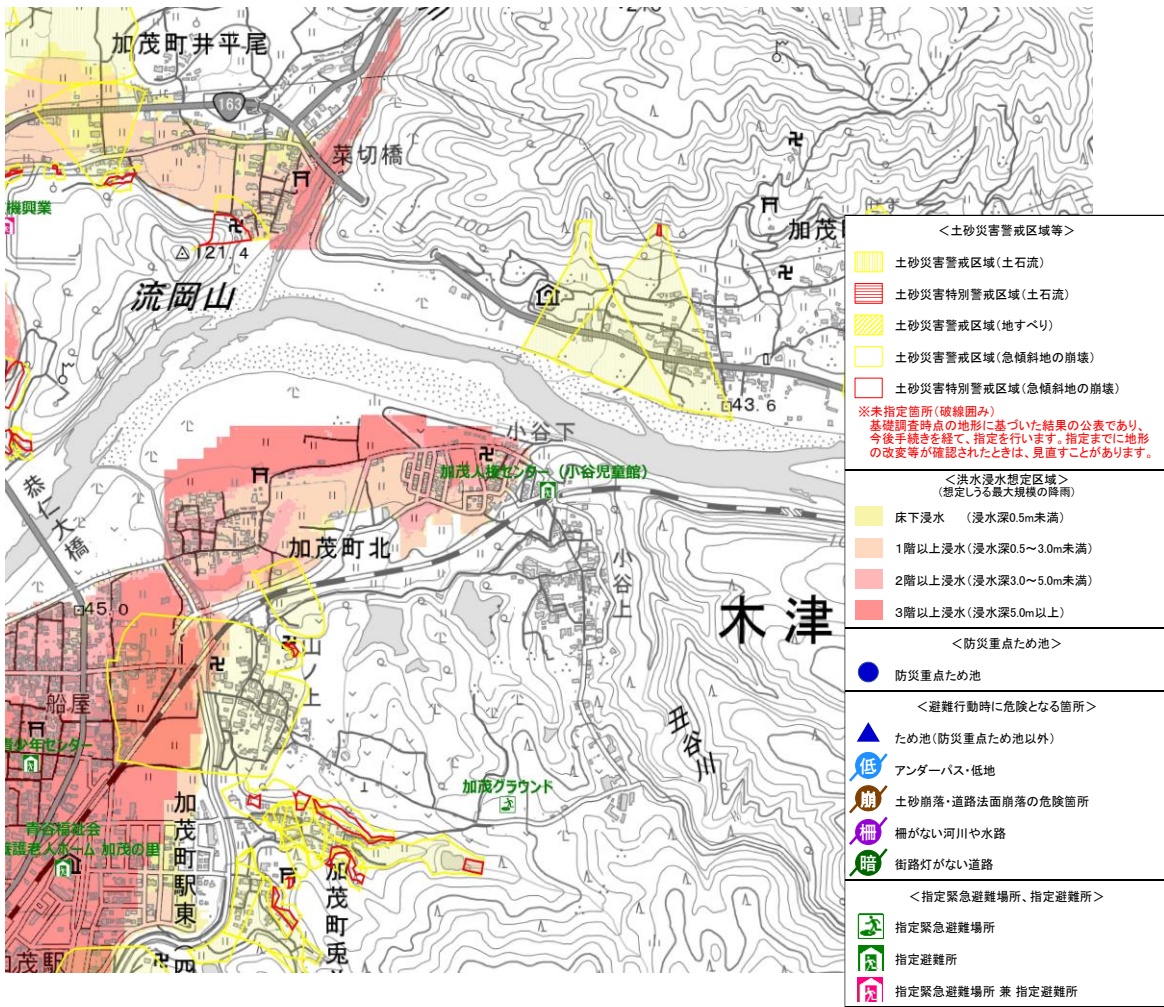 加茂町井平尾
163
菜切橋
機興業
121.4
流岡山
加茂町
43.6
小谷下
加茂人権センター(小谷児童館)
恭仁大橋
加茂町北
小谷上
45.0
木津
山ノ上
船屋
青少年センター
丑谷川
加茂グラウンド
青谷福祉会
養護老人ホーム 加茂の里
加茂町駅東
加茂町兎並
加茂駅
(四
<土砂災害警戒区域等>
土砂災害警戒区域(土石流)
土砂災害特別警戒区域(土石流)
土砂災害警戒区域(地すべり)
土砂災害警戒区域(急傾斜地の崩壊)
土砂災害特別警戒区域(急傾斜地の崩壊)
※未指定箇所(破線囲み)
基礎調査時点の地形に基づいた結果の公表であり、
今後手続きを経て、指定を行います。指定までに地形
の改変等が確認されたときは、見直すことがあります。
<洪水浸水想定区域>
(想定しうる最大規模の降雨)
床下浸水 (浸水深0.5m未満)
1階以上浸水(浸水深0.5~3.0m未満)
2階以上浸水(浸水深3.0~5.0m未満)
3階以上浸水(浸水深5.0m以上)
<防災重点ため池>
防災重点ため池
<避難行動時に危険となる箇所>
ため池(防災重点ため池以外)
低 アンダーパス・低地
崩 土砂崩落・道路法面崩落の危険箇所
柵 柵がない河川や水路
暗 街路灯がない道路
<指定緊急避難場所、指定避難所>
指定緊急避難場所
指定避難所
指定緊急避難場所 兼 指定避難所